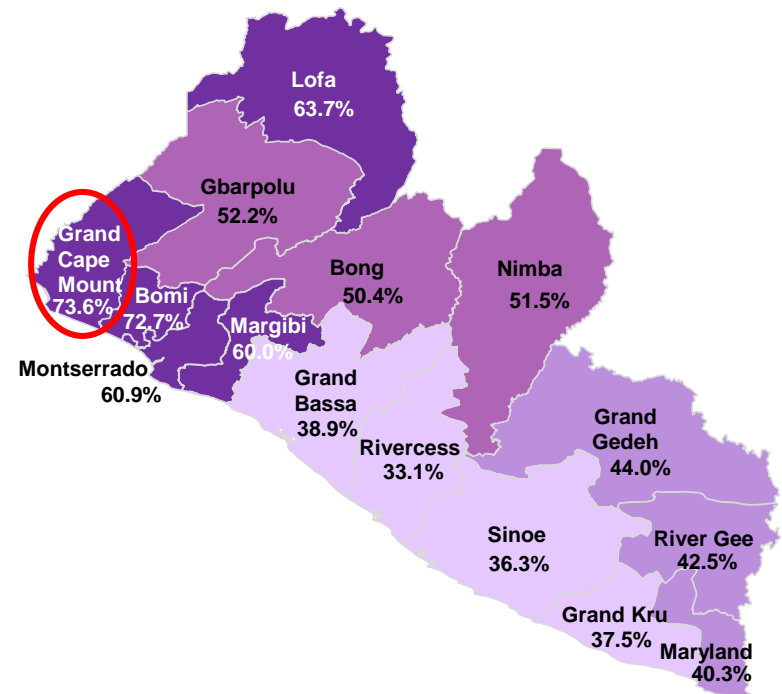 Lofa
63.7%
Gbarpolu
52.2%
Grand
Cape
Mount
73.6%
Bomi
72.7%
Margibi
60.0%
Montserrado
60.9%
Bong
50.4%
Nimba
51.5%
Grand
Bassa
38.9%
Rivercess
33.1%
Grand
Gedeh
44.0%
Sinoe
36.3%
River Gee
42.5%
Grand Kru
37.5%
Maryland
40.3%